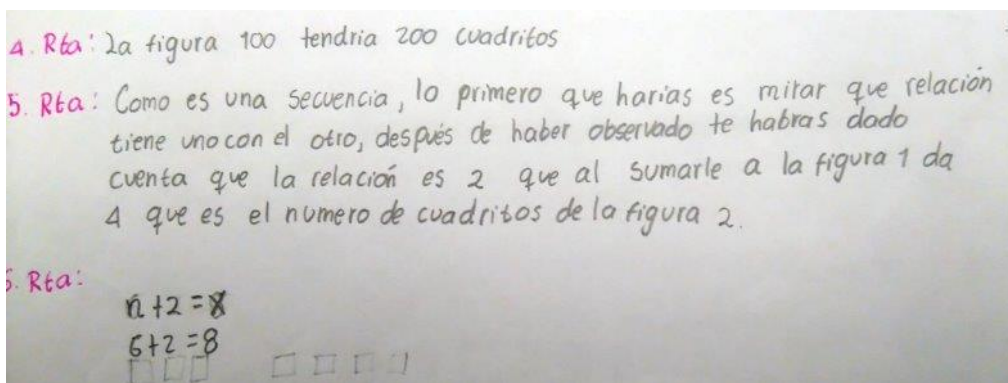 4. Rta: La figura 100 tendria 200 cuadritos
5. Rta: Como es una secuencia, lo primero que harias es mirar que relación
tiene uno con el otro, después de haber observado te habras dado
cuenta que la relación es 2 que al sumarle a la figura 1 da
4 que es el numero de cuadritos de la figura 2.
6. Rta:
n+2=X
6+2=8